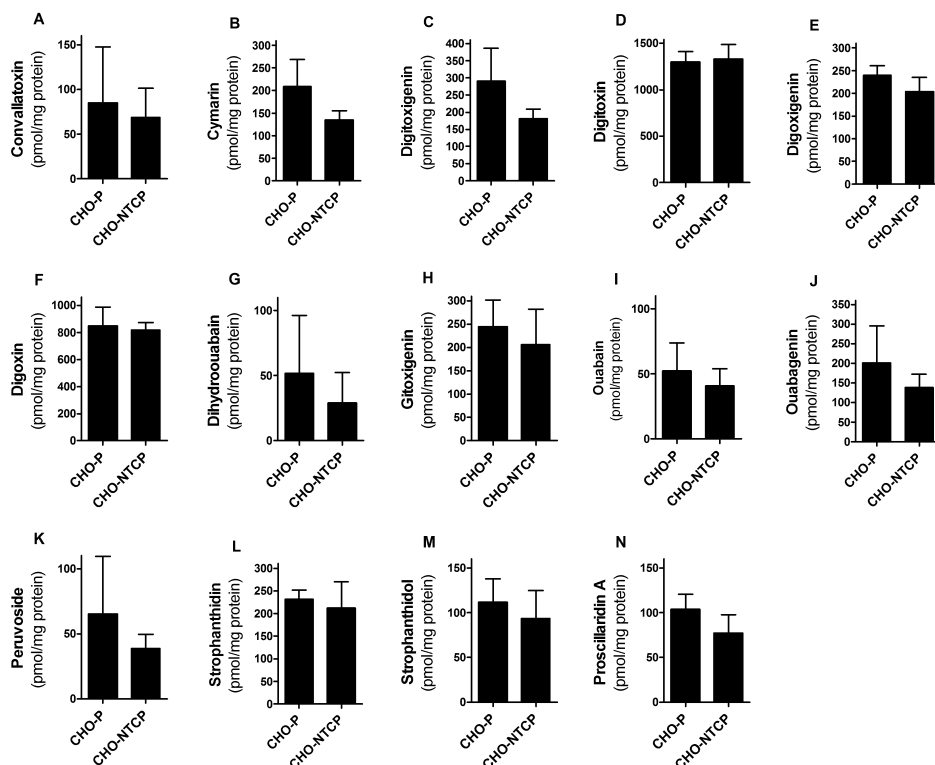 A
Convallatoxin
(pmol/mg protein)
150
100
50
0
CHO-P
CHO-NTCP
B
Cymarin
(pmol/mg protein)
300
250
200
150
100
50
0
CHO-P
CHO-NTCP
C
Digitoxigenin
(pmol/mg protein)
400
350
300
250
200
150
100
50
0
CHO-P
CHO-NTCP
D
Digitoxin
(pmol/mg protein)
1500
1000
500
0
CHO-P
CHO-NTCP
E
Digoxigenin
(pmol/mg protein)
300
250
200
150
100
50
0
CHO-P
CHO-NTCP
F
Digoxin
(pmol/mg protein)
1000
800
600
400
200
0
CHO-P
CHO-NTCP
G
Dihydroouabain
(pmol/mg protein)
100
50
0
CHO-P
CHO-NTCP
H
Gitoxigenin
(pmol/mg protein)
300
250
200
150
100
50
0
CHO-P
CHO-NTCP
I
Ouabain
(pmol/mg protein)
100
50
0
CHO-P
CHO-NTCP
J
Ouabagenin
(pmol/mg protein)
350
300
250
200
150
100
50
0
CHO-P
CHO-NTCP
K
Peruvoside
(pmol/mg protein)
100
50
0
CHO-P
CHO-NTCP
L
Strophanthidin
(pmol/mg protein)
300
250
200
150
100
50
0
CHO-P
CHO-NTCP
M
Strophanthidol
(pmol/mg protein)
150
100
50
0
CHO-P
CHO-NTCP
N
Proscillaridin A
(pmol/mg protein)
150
100
50
0
CHO-P
CHO-NTCP